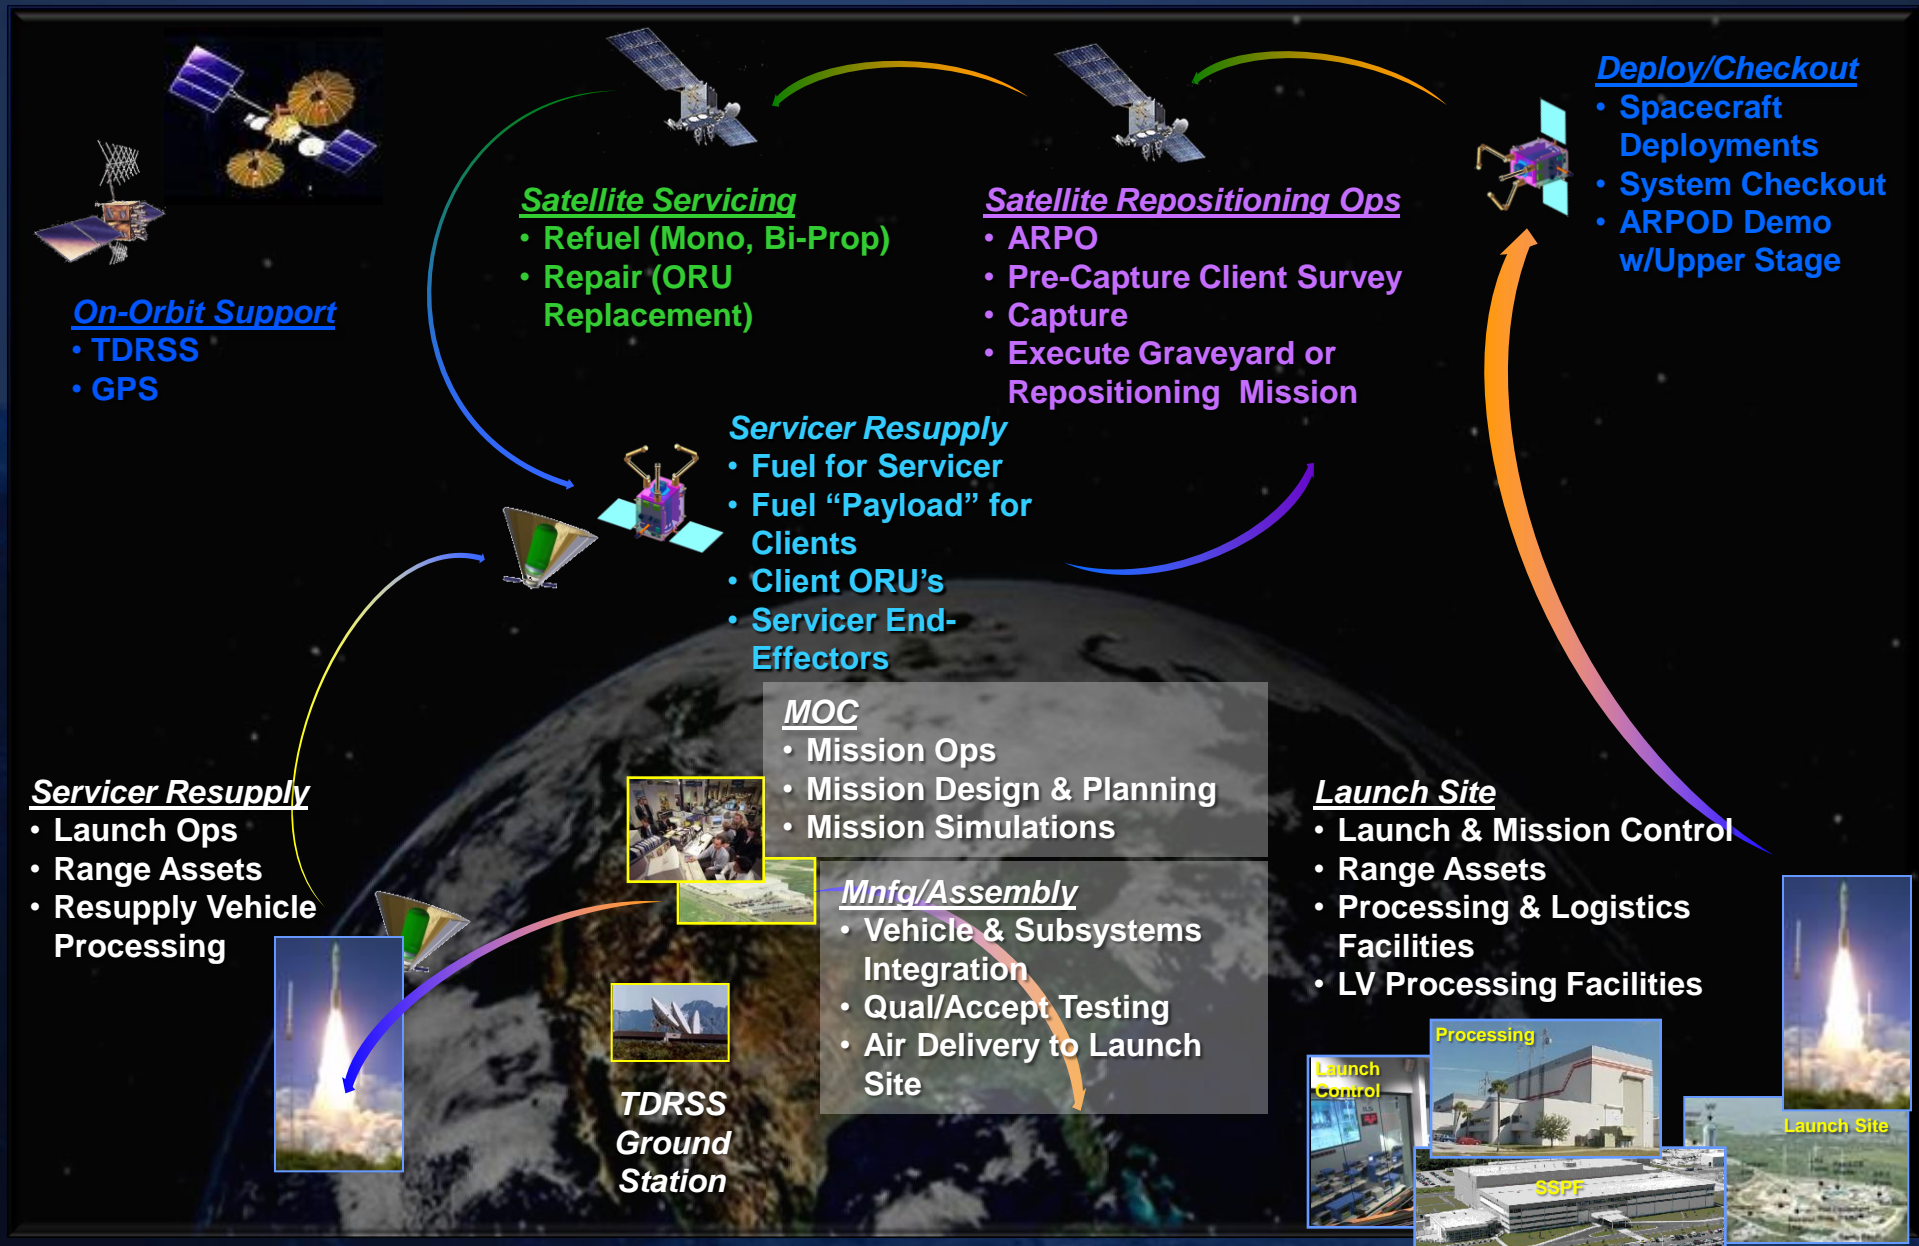 Deploy/Checkout
• Spacecraft
Deployments
• System Checkout
• ARPOD Demo
w/Upper Stage
Satellite Servicing
• Refuel (Mono, Bi-Prop)
• Repair (ORU
Replacement)
Satellite Repositioning Ops
• ARPO
• Pre-Capture Client Survey
• Capture
• Execute Graveyard or
Repositioning Mission
On-Orbit Support
• TDRSS
• GPS
Servicer Resupply
• Fuel for Servicer
• Fuel “Payload” for
Clients
• Client ORU’s
• Servicer End-
Effectors
MOC
• Mission Ops
• Mission Design & Planning
• Mission Simulations
Servicer Resupply
• Launch Ops
• Range Assets
• Resupply Vehicle
Processing
Launch Site
• Launch & Mission Control
• Range Assets
• Processing & Logistics
Facilities
• LV Processing Facilities
Mnfg/Assembly
• Vehicle & Subsystems
Integration
• Qual/Accept Testing
• Air Delivery to Launch
Site
TDRSS
Ground
Station
Processing
Launch
Control
Launch Site
SSPF